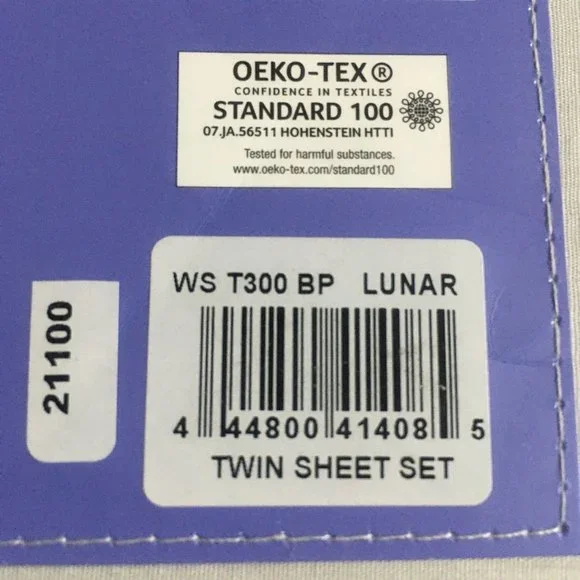 OEKO-TEX®
CONFIDENCE IN TEXTILES
STANDARD 100
07.JA.56511 HOHENSTEIN HTTI
Tested for harmful substances.
www.oeko-tex.com/standard100
WS T300 BP LUNAR
4 44800 41408 5
TWIN SHEET SET
21100